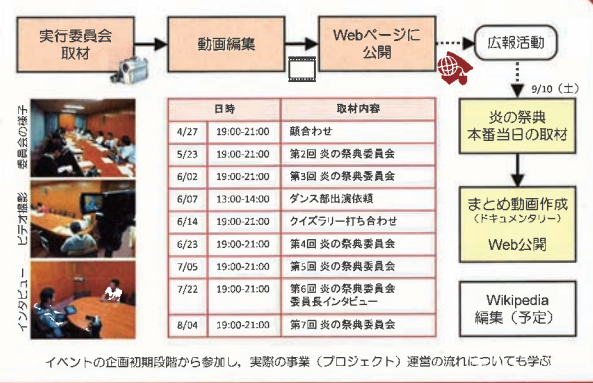 実行委員会
取材
動画編集
Webページに
公開
広報活動
9/10（土）
炎の祭典
本番当日の取材
まとめ動画作成
（ドキュメンタリー）
Web公開
Wikipedia
編集（予定）
委員会の様子
ビデオ撮影
インタビュー
日時 取材内容
4/27 19:00-21:00 顔合わせ
5/23 19:00-21:00 第2回 炎の祭典委員会
6/02 19:00-21:00 第3回 炎の祭典委員会
6/07 13:00-14:00 ダンス部出演依頼
6/14 19:00-21:00 クイズラリー打ち合わせ
6/23 19:00-21:00 第4回 炎の祭典委員会
7/05 19:00-21:00 第5回 炎の祭典委員会
7/22 19:00-21:00 第6回 炎の祭典委員会
委員長インタビュー
8/04 19:00-21:00 第7回 炎の祭典委員会
イベントの企画初期段階から参加し、実際の事業（プロジェクト）運営の流れについても学ぶ